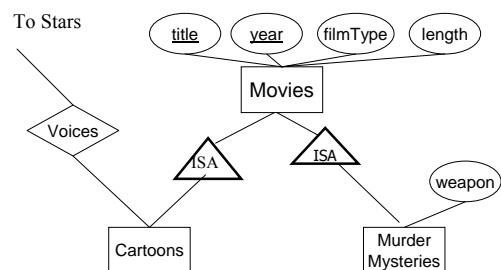 To Stars
title
year
filmType
length
Movies
Voices
ISA
ISA
weapon
Cartoons
Murder
Mysteries